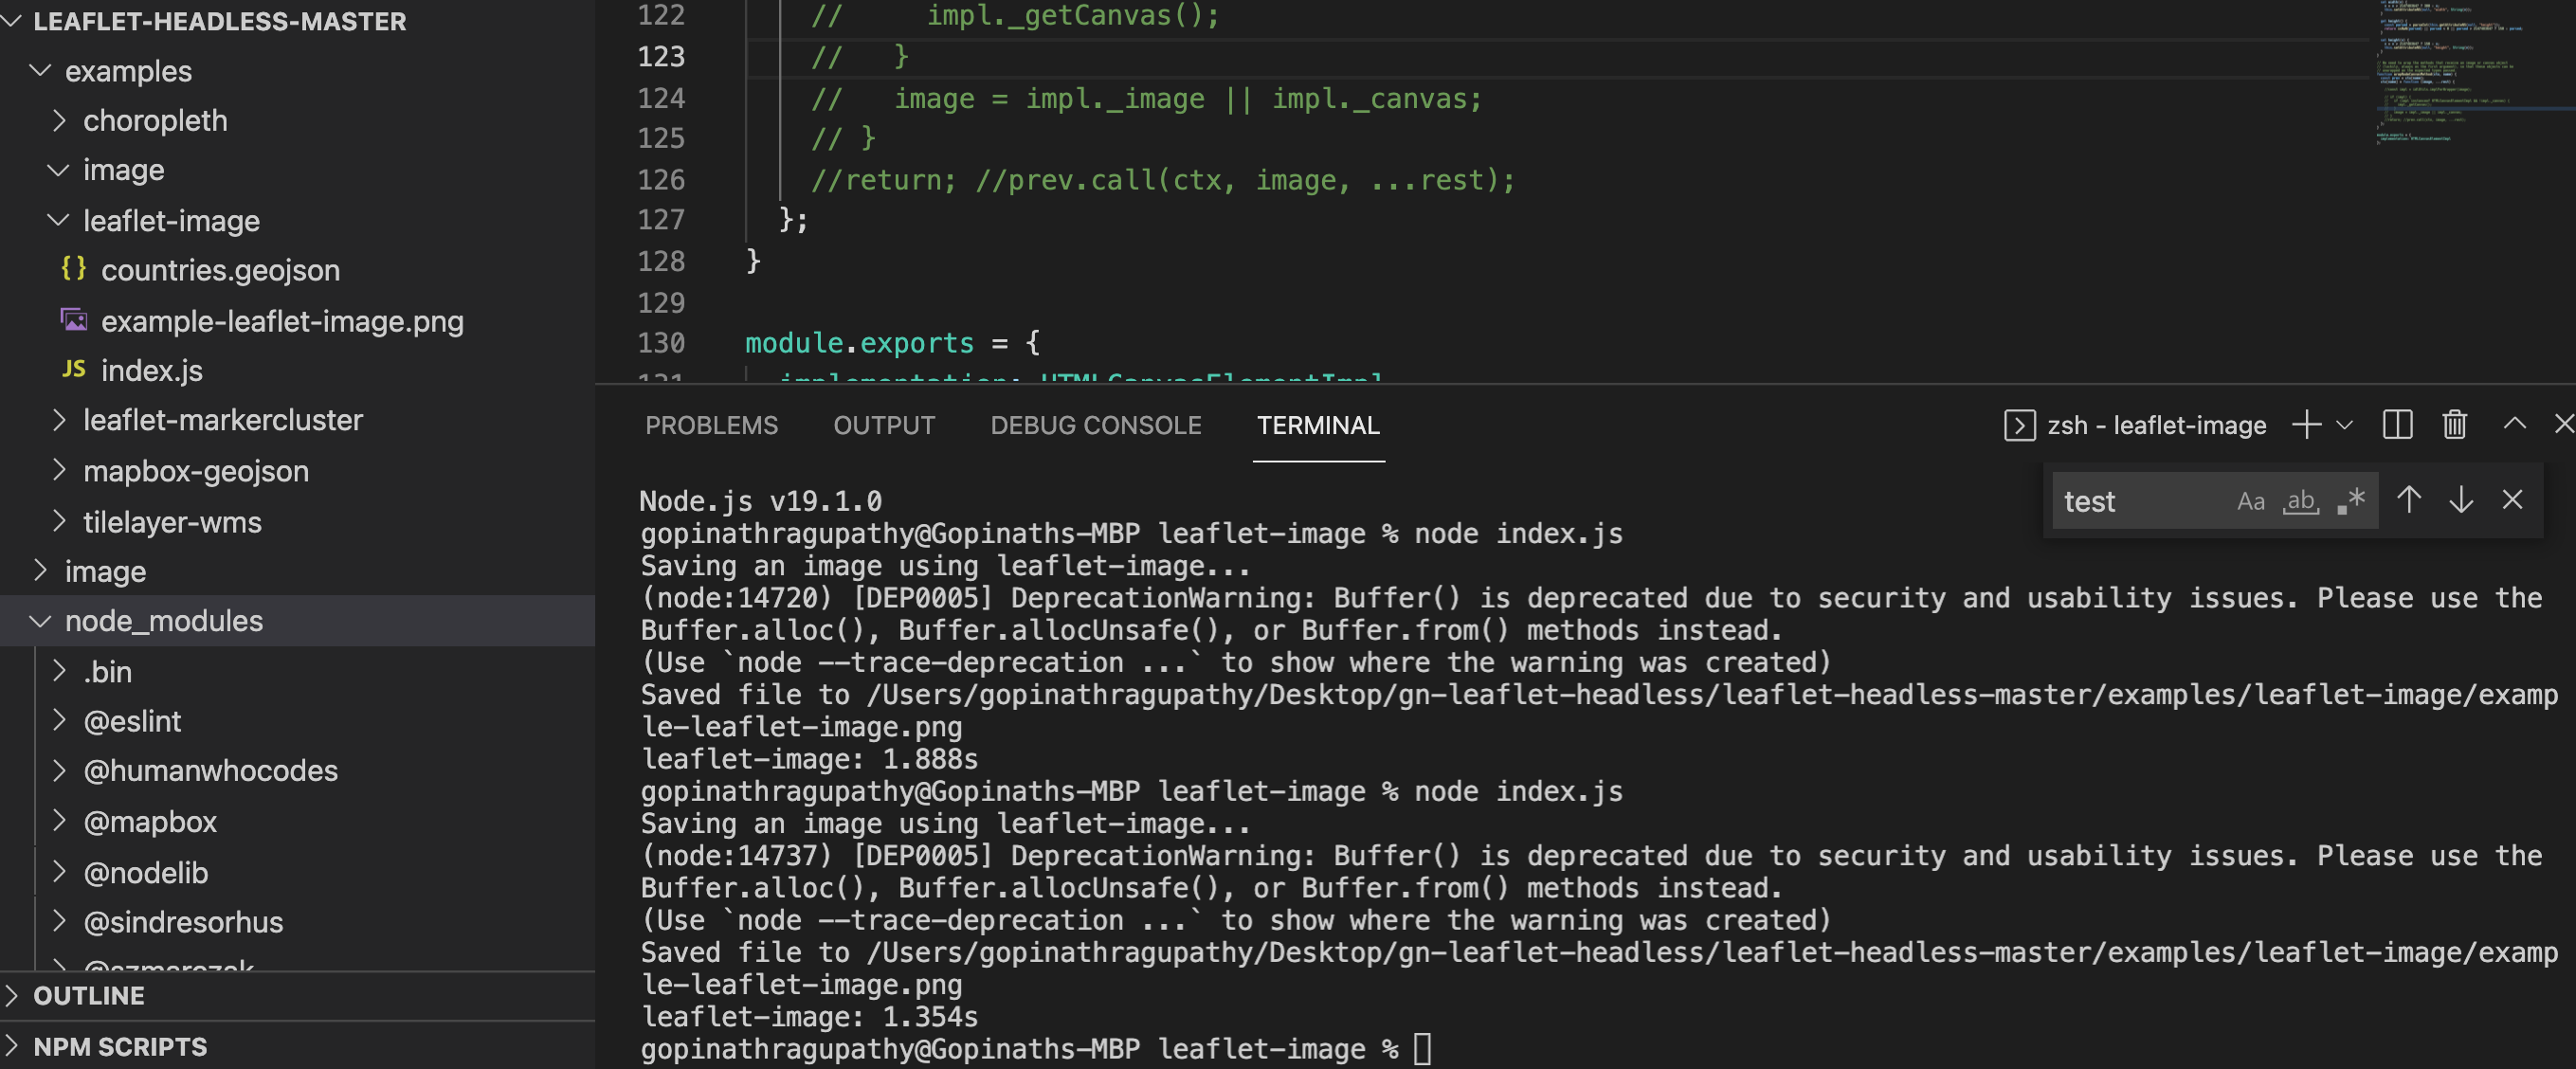 LEAFLET-HEADLESS-MASTER
examples
choropleth
image
leaflet-image
{} countries.geojson
example-leaflet-image.png
JS index.js
leaflet-markercluster
mapbox-geojson
tilelayer-wms
image
node_modules
.bin
@eslint
@humanwhocodes
@mapbox
@nodelib
@sindresorhus
@szmarczak
OUTLINE
NPM SCRIPTS
122 //     impl._getCanvas();
123 //   }
124 //   image = impl._image || impl._canvas;
125 // }
126 //return; //prev.call(ctx, image, ...rest);
127 };
128 }
129
130 module.exports = {
131 implementation: HTMLCanvasElementImpl
PROBLEMS OUTPUT DEBUG CONSOLE TERMINAL zsh - leaflet-image
test Aa ab .*
Node.js v19.1.0
gopinathragupathy@Gopinaths-MBP leaflet-image % node index.js
Saving an image using leaflet-image...
(node:14720) [DEP0005] DeprecationWarning: Buffer() is deprecated due to security and usability issues. Please use the
Buffer.alloc(), Buffer.allocUnsafe(), or Buffer.from() methods instead.
(Use `node --trace-deprecation ...` to show where the warning was created)
Saved file to /Users/gopinathragupathy/Desktop/gn-leaflet-headless/leaflet-headless-master/examples/leaflet-image/examp
le-leaflet-image.png
leaflet-image: 1.888s
gopinathragupathy@Gopinaths-MBP leaflet-image % node index.js
Saving an image using leaflet-image...
(node:14737) [DEP0005] DeprecationWarning: Buffer() is deprecated due to security and usability issues. Please use the
Buffer.alloc(), Buffer.allocUnsafe(), or Buffer.from() methods instead.
(Use `node --trace-deprecation ...` to show where the warning was created)
Saved file to /Users/gopinathragupathy/Desktop/gn-leaflet-headless/leaflet-headless-master/examples/leaflet-image/examp
le-leaflet-image.png
leaflet-image: 1.354s
gopinathragupathy@Gopinaths-MBP leaflet-image %